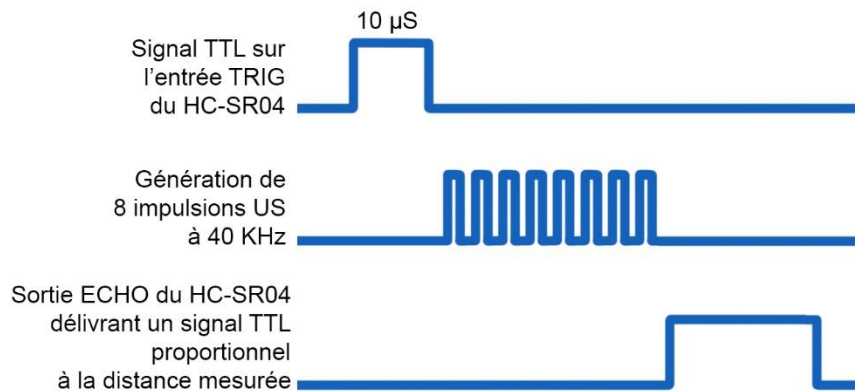 10 µS
Signal TTL sur
l’entrée TRIG
du HC-SR04
Génération de
8 impulsions US
à 40 KHz
Sortie ECHO du HC-SR04
délivrant un signal TTL
proportionnel
à la distance mesurée